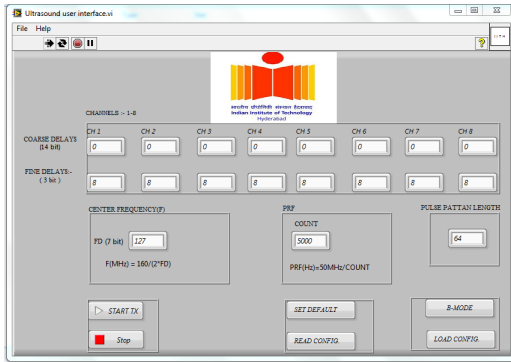 Ultrasound user interface.vi
File Help
भारतीय प्रौद्योगिकी संस्थान हैदराबाद
Indian Institute of Technology
Hyderabad
CHANNELS :- 1-8
CH 1 CH 2 CH 3 CH 4 CH 5 CH 6 CH 7 CH 8
COARSE DELAYS
(14 bit)
0 0 0 0 0 0 0 0
FINE DELAYS:-
( 3 bit )
8 8 8 8 8 8 8 8
CENTER FREQUENCY(F)
FD (7 bit) 127
F(MHz) = 160/(2*FD)
PRF
COUNT
5000
PRF(Hz)=50MHz/COUNT
PULSE PATTAN LENGTH
64
START TX
Stop
SET DEFAULT
READ CONFIG.
B-MODE
LOAD CONFIG.